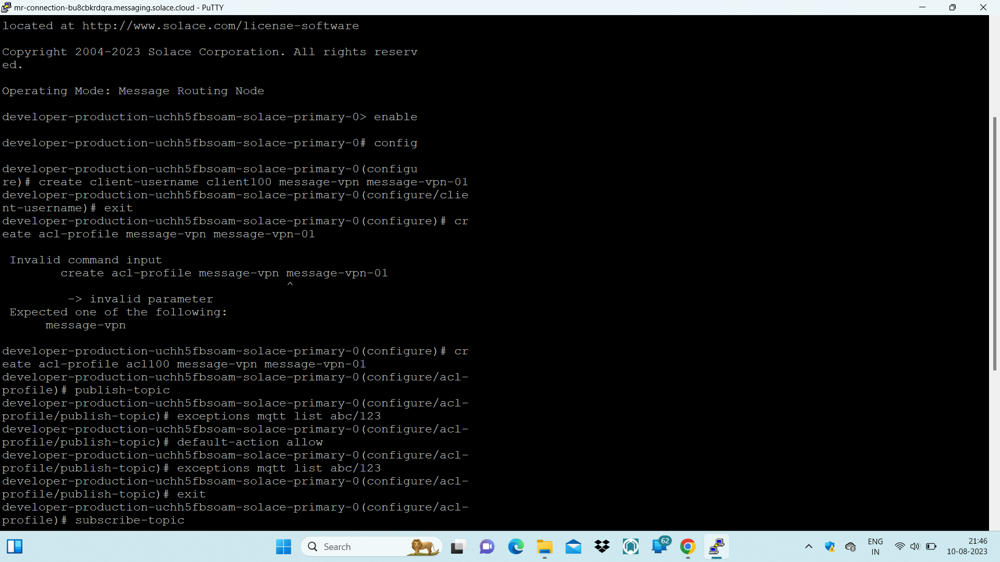 mr-connection-bu8cbkrdqra.messaging.solace.cloud - PuTTY
located at http://www.solace.com/license-software
Copyright 2004-2023 Solace Corporation. All rights reserv
ed.
Operating Mode: Message Routing Node
developer-production-uchh5fbsoam-solace-primary-0> enable
developer-production-uchh5fbsoam-solace-primary-0# config
developer-production-uchh5fbsoam-solace-primary-0(configu
re)# create client-username client100 message-vpn message-vpn-01
developer-production-uchh5fbsoam-solace-primary-0(configure/clie
nt-username)# exit
developer-production-uchh5fbsoam-solace-primary-0(configure)# cr
eate acl-profile message-vpn message-vpn-01
Invalid command input
create acl-profile message-vpn message-vpn-01
^
-> invalid parameter
Expected one of the following:
message-vpn
developer-production-uchh5fbsoam-solace-primary-0(configure)# cr
eate acl-profile acl100 message-vpn message-vpn-01
developer-production-uchh5fbsoam-solace-primary-0(configure/acl-
profile)# publish-topic
developer-production-uchh5fbsoam-solace-primary-0(configure/acl-
profile/publish-topic)# exceptions mqtt list abc/123
developer-production-uchh5fbsoam-solace-primary-0(configure/acl-
profile/publish-topic)# default-action allow
developer-production-uchh5fbsoam-solace-primary-0(configure/acl-
profile/publish-topic)# exceptions mqtt list abc/123
developer-production-uchh5fbsoam-solace-primary-0(configure/acl-
profile/publish-topic)# exit
developer-production-uchh5fbsoam-solace-primary-0(configure/acl-
profile)# subscribe-topic
Search
62
ENG
IN
21:46
10-08-2023